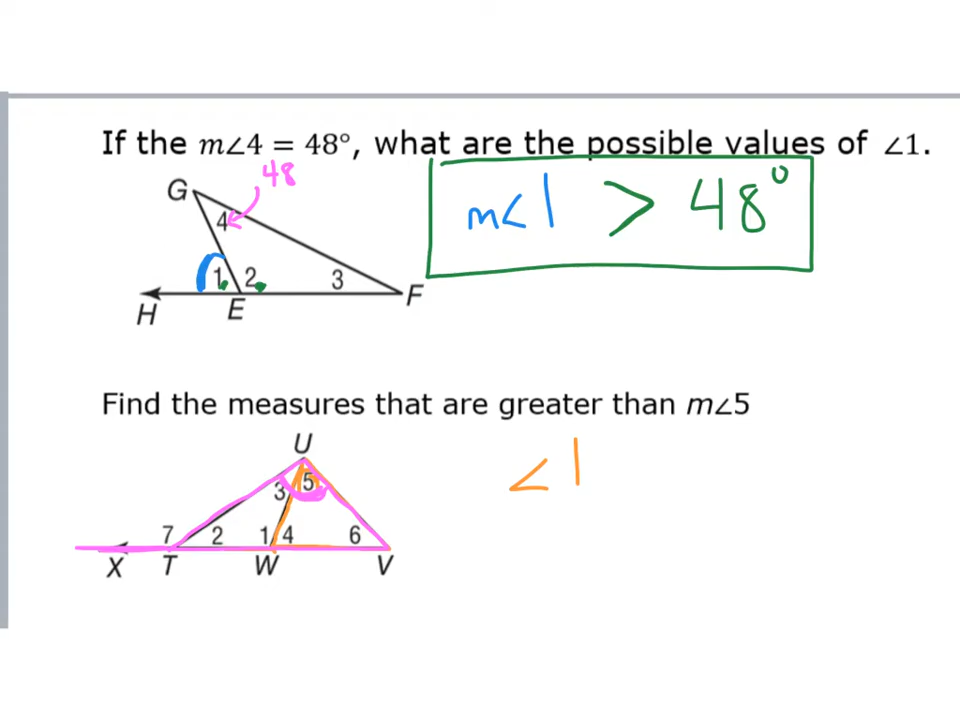 If the m∠4 = 48°, what are the possible values of ∠1.
48
m∠1 > 48°
G
4
1 2 3
H E F
Find the measures that are greater than m∠5
∠1
U
3 5
7 2 1 4 6
X T W V